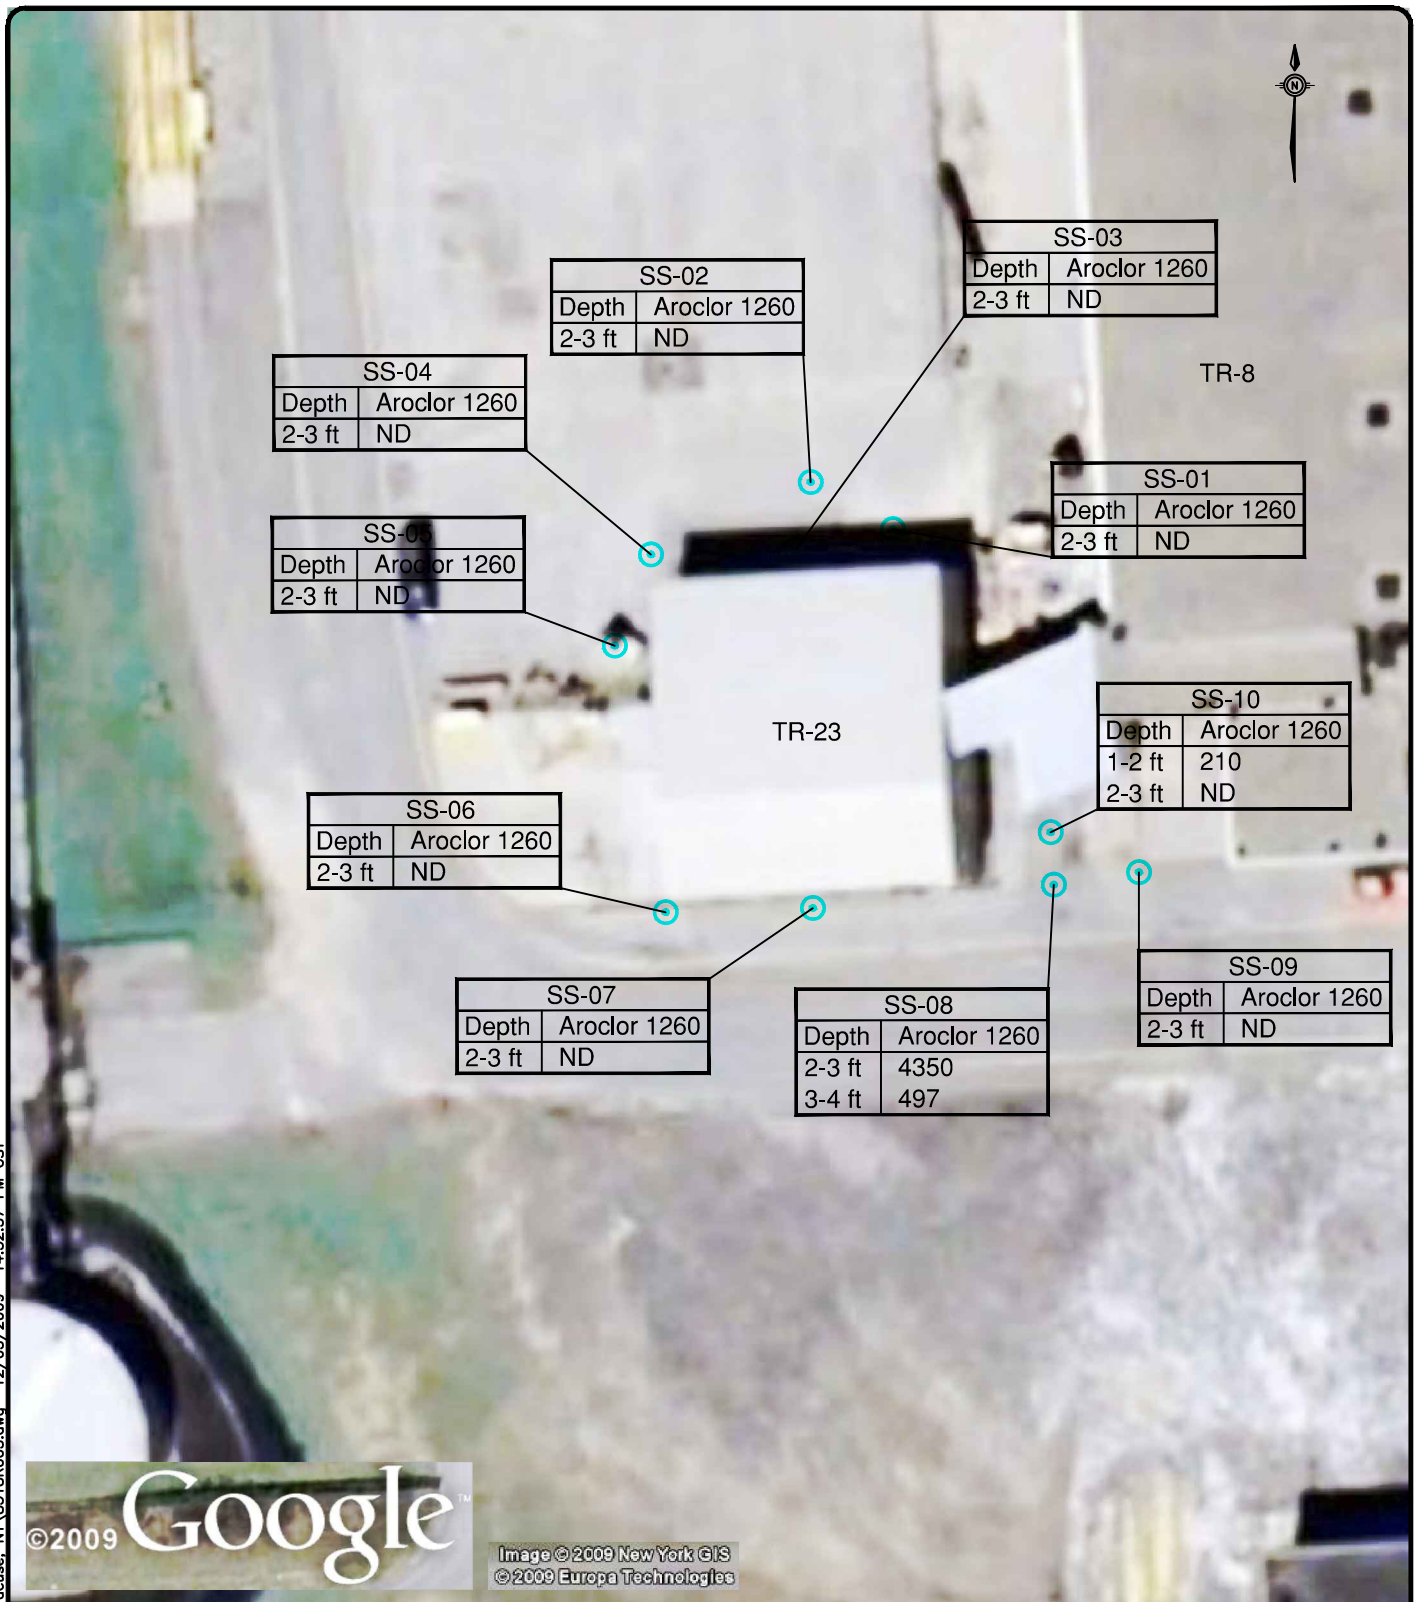 N
SS-03
Depth Aroclor 1260
2-3 ft ND
SS-02
Depth Aroclor 1260
2-3 ft ND
SS-04
Depth Aroclor 1260
2-3 ft ND
TR-8
SS-01
Depth Aroclor 1260
2-3 ft ND
SS-05
Depth Aroclor 1260
2-3 ft ND
SS-10
Depth Aroclor 1260
1-2 ft 210
2-3 ft ND
TR-23
SS-06
Depth Aroclor 1260
2-3 ft ND
SS-09
Depth Aroclor 1260
2-3 ft ND
SS-07
Depth Aroclor 1260
2-3 ft ND
SS-08
Depth Aroclor 1260
2-3 ft 4350
3-4 ft 497
©2009 Google™
Image © 2009 New York GIS
© 2009 Europa Technologies